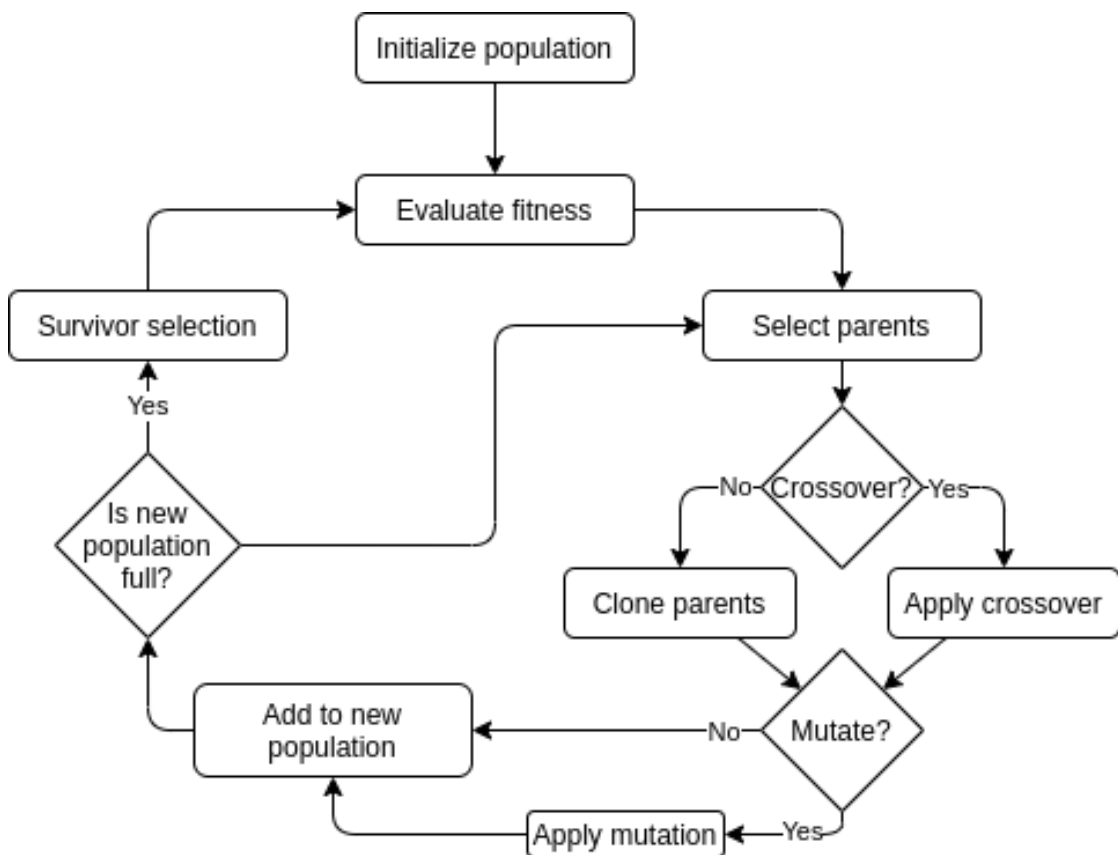 Initialize population
Evaluate fitness
Survivor selection
Select parents
Yes
No
Crossover?
Yes
Is new
population
full?
Clone parents
Apply crossover
Add to new
population
No
Mutate?
Apply mutation
Yes